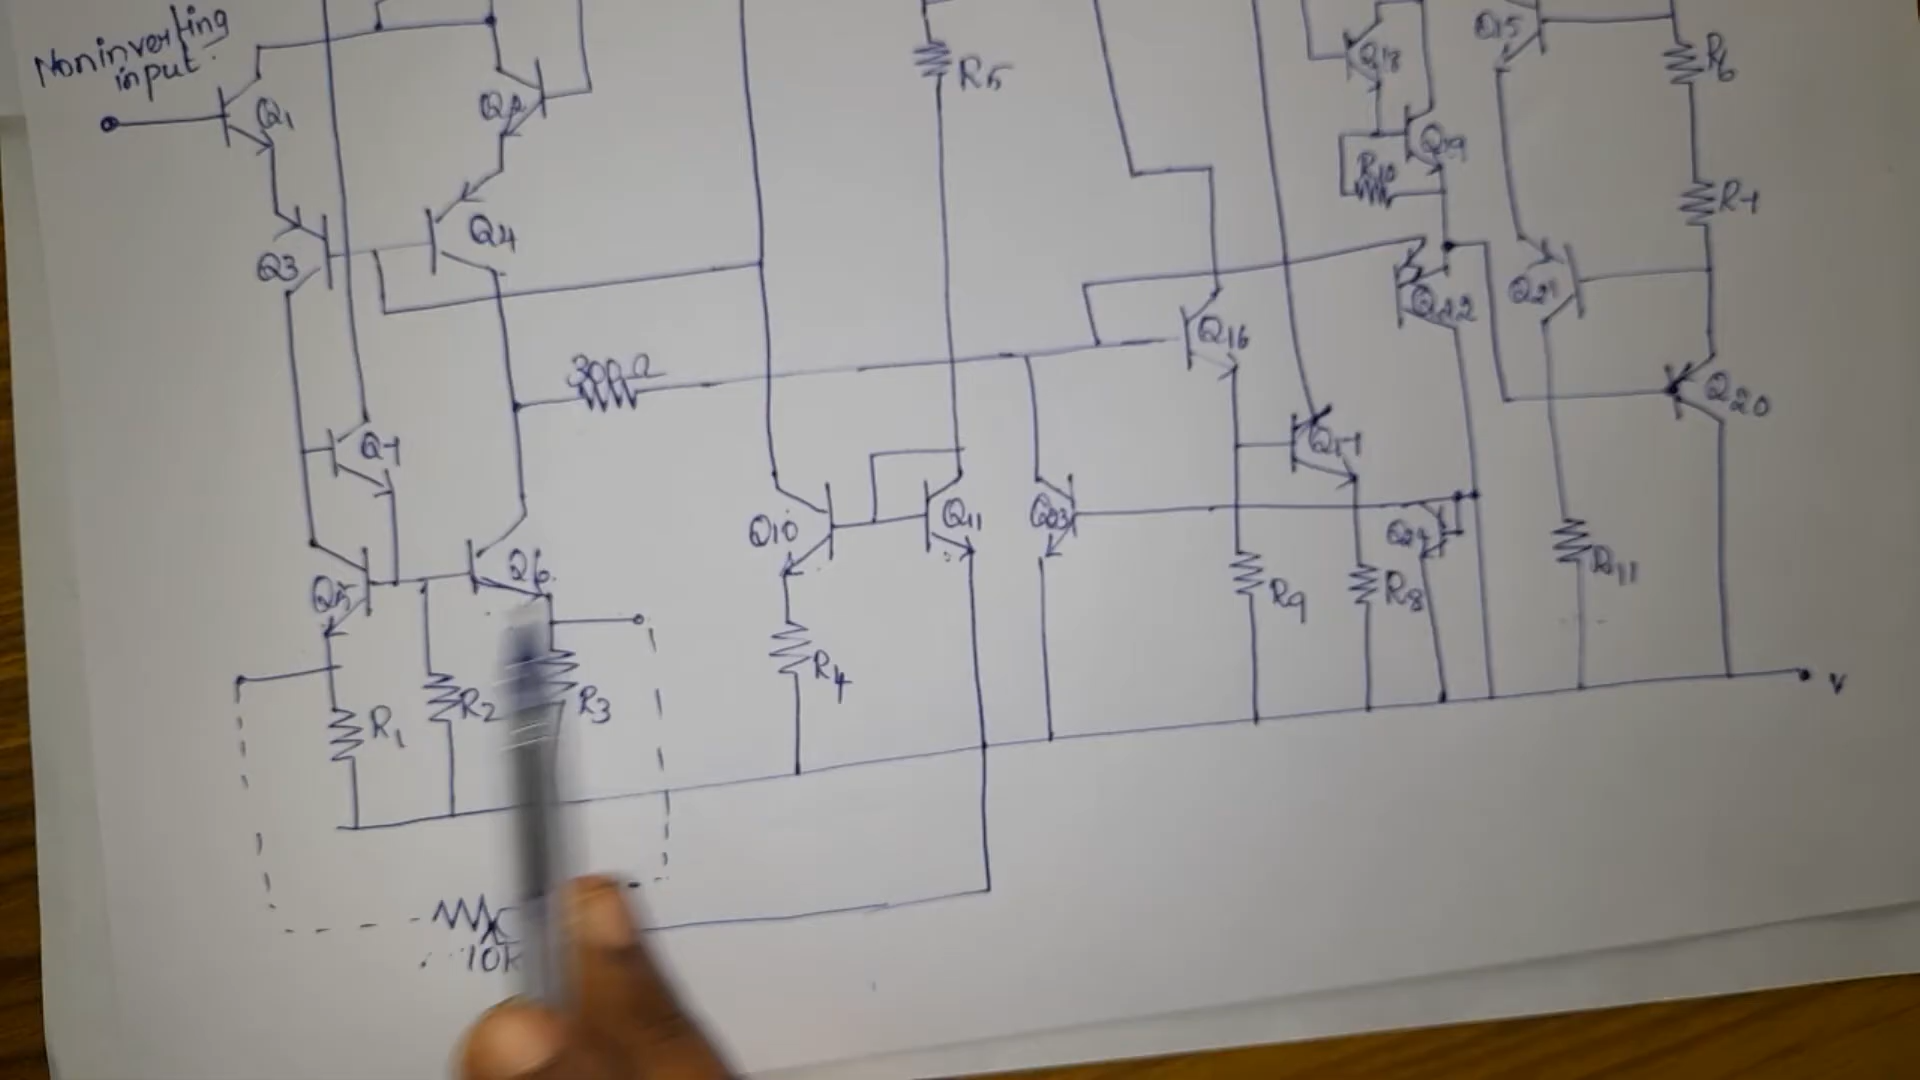 Noninverting
input.
Q1
Q2
Q3
Q4
R5
Q18
Q19
R10
Q15
R6
R7
Q16
Q22
Q21
Q20
300Ω
Q7
Q17
Q5
Q6
Q10
Q11
Q23
Q24
R1
R2
R3
R4
R9
R8
R11
V
10k